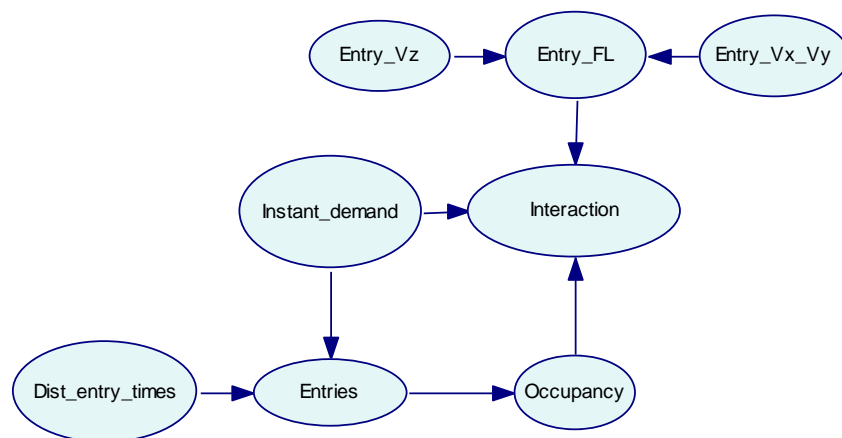 Entry_Vz
Entry_FL
Entry_Vx_Vy
Instant_demand
Interaction
Dist_entry_times
Entries
Occupancy